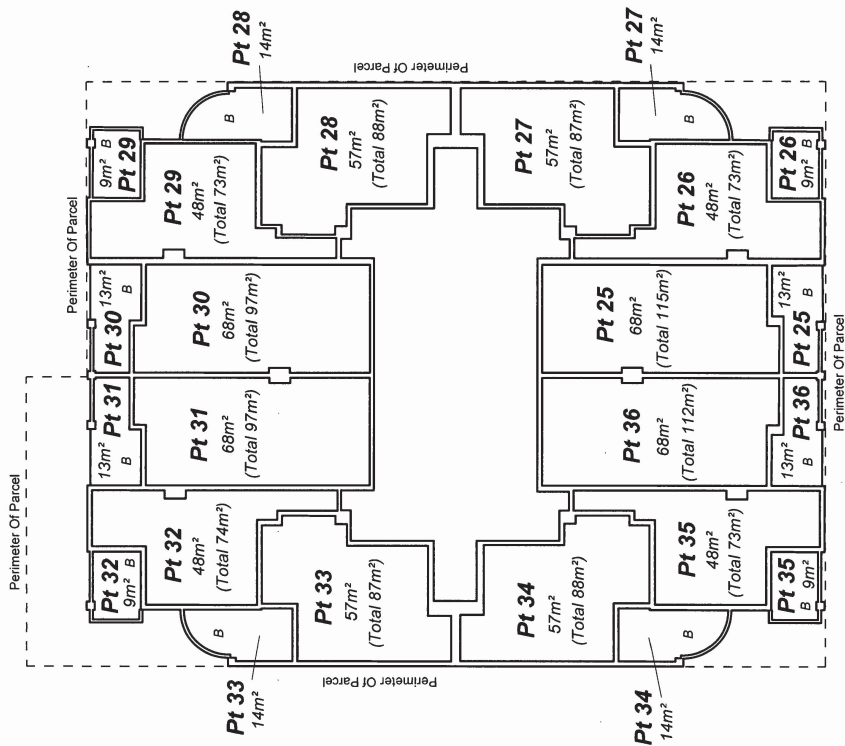 Pt 28
14m²
Pt 27
14m²
Perimeter Of Parcel
Perimeter Of Parcel
Pt 29
9m² B
B
Pt 28
57m²
(Total 88m²)
Pt 27
57m²
(Total 87m²)
B
Pt 26
9m² B
Pt 29
48m²
(Total 73m²)
Pt 26
48m²
(Total 73m²)
Pt 30
13m²
B
Pt 30
68m²
(Total 97m²)
Pt 25
68m²
(Total 115m²)
Pt 25
13m²
B
Perimeter Of Parcel
Pt 31
13m²
B
Pt 31
68m²
(Total 97m²)
Pt 36
68m²
(Total 112m²)
Pt 36
13m²
B
Perimeter Of Parcel
Pt 32
9m² B
Pt 32
48m²
(Total 74m²)
Pt 33
57m²
(Total 87m²)
Pt 34
57m²
(Total 88m²)
Pt 35
48m²
(Total 73m²)
Pt 35
B 9m²
B
B
Perimeter Of Parcel
Pt 33
14m²
Pt 34
14m²